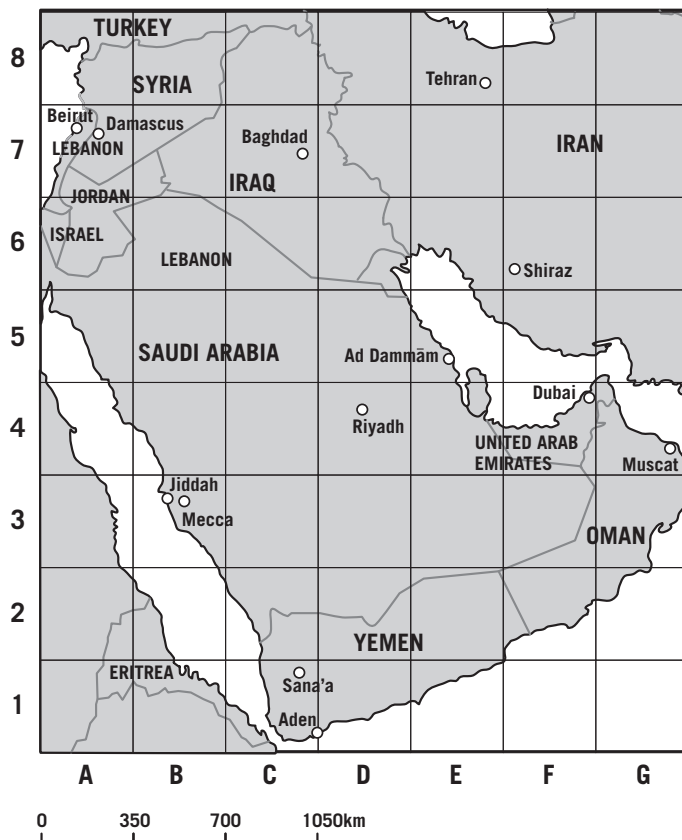 TURKEY
8
Tehran
SYRIA
Beirut
Damascus
Baghdad
IRAN
7
LEBANON
IRAQ
JORDAN
ISRAEL
6
LEBANON
Shiraz
5
SAUDI ARABIA
Ad Dammām
Dubai
4
Riyadh
UNITED ARAB
EMIRATES
Muscat
Jiddah
3
Mecca
OMAN
2
YEMEN
ERITREA
Sana'a
1
Aden
A B C D E F G
0 350 700 1050km